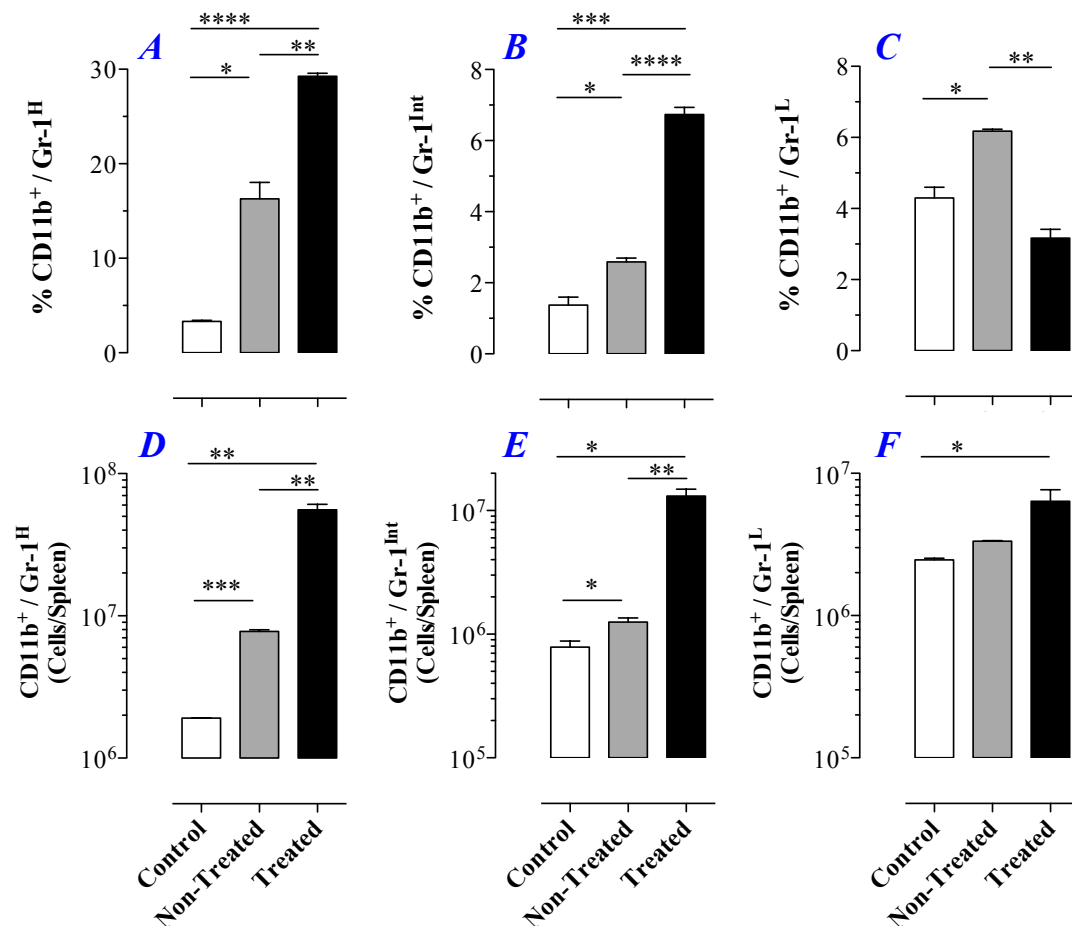 A
****
**
*
% CD11b+ / Gr-1H
30
20
10
0
B
***
****
*
% CD11b+ / Gr-1Int
8
6
4
2
0
C
**
*
% CD11b+ / Gr-1L
8
6
4
2
0
D
**
**
***
CD11b+ / Gr-1H
(Cells/Spleen)
10^8
10^7
10^6
Control
Non-Treated
Treated
E
*
**
*
CD11b+ / Gr-1Int
(Cells/Spleen)
10^7
10^6
10^5
Control
Non-Treated
Treated
F
*
CD11b+ / Gr-1L
(Cells/Spleen)
10^7
10^6
10^5
Control
Non-Treated
Treated